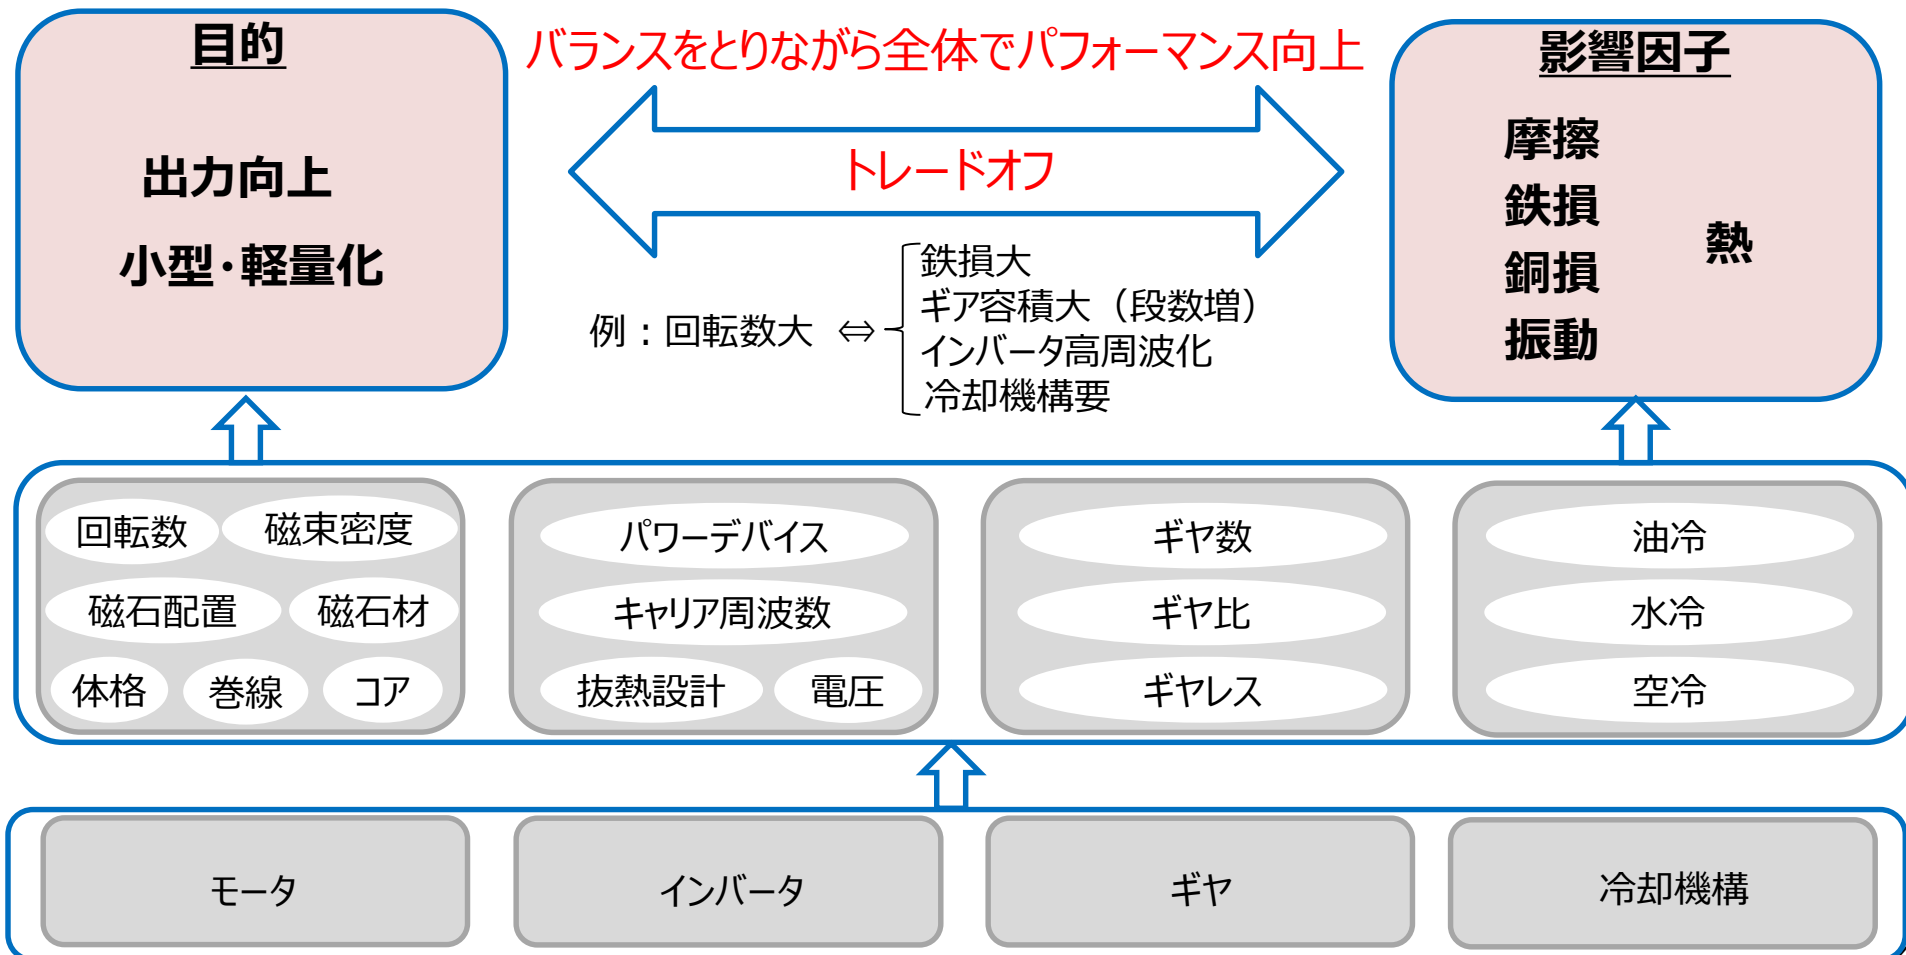 目的
バランスをとりながら全体でパフォーマンス向上
影響因子
出力向上
小型・軽量化
トレードオフ
摩擦
鉄損
銅損
振動
熱
例：回転数大 ⇔
鉄損大
ギア容積大（段数増）
インバータ高周波化
冷却機構要
回転数
磁束密度
磁石配置
磁石材
体格
巻線
コア
パワーデバイス
キャリア周波数
抜熱設計
電圧
ギヤ数
ギヤ比
ギヤレス
油冷
水冷
空冷
モータ
インバータ
ギヤ
冷却機構